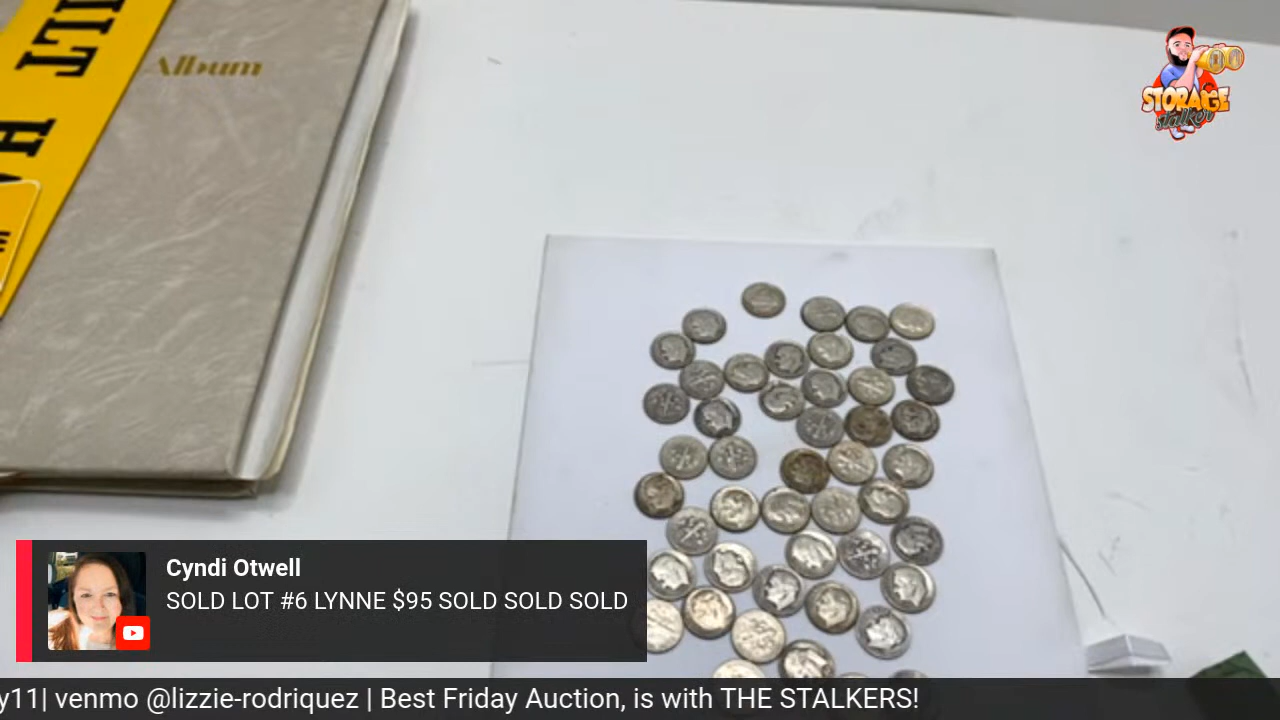 Album
STORAGE
stalker
Cyndi Otwell
SOLD LOT #6 LYNNE $95 SOLD SOLD SOLD
y11| venmo @lizzie-rodriquez | Best Friday Auction, is with THE STALKERS!